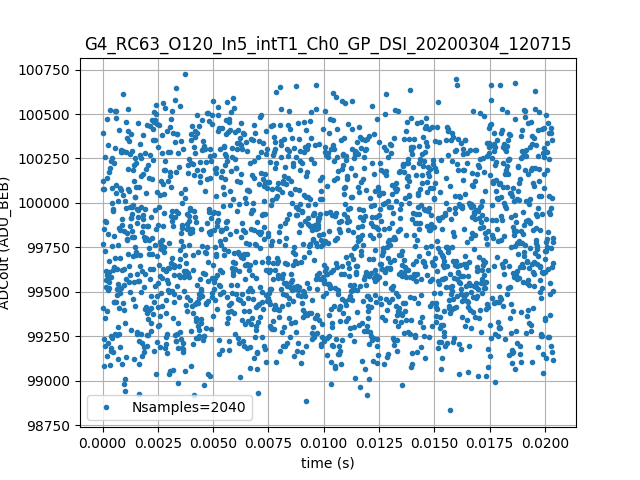 G4_RC63_O120_In5_intT1_Ch0_GP_DSI_20200304_120715
ADCout (ADU_BEB)
100750
100500
100250
100000
99750
99500
99250
99000
98750
Nsamples=2040
0.0000 0.0025 0.0050 0.0075 0.0100 0.0125 0.0150 0.0175 0.0200
time (s)